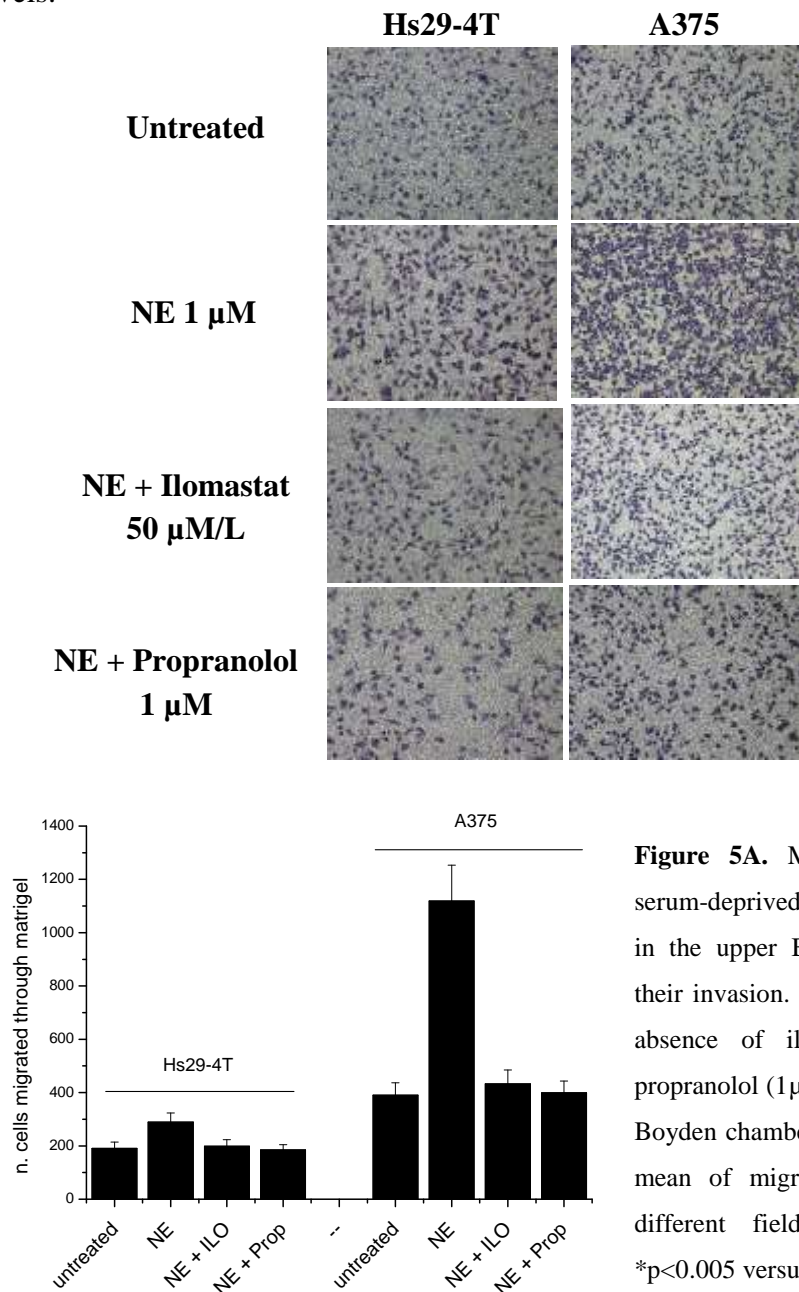 Hs29-4T A375
Untreated
NE 1 µM
NE + Ilomastat
50 µM/L
NE + Propranolol
1 µM
1400
1200
1000
800
600
400
200
0
n. cells migrated through matrigel
Hs29-4T
A375
untreated
NE
NE + ILO
NE + Prop
--
untreated
NE
NE + ILO
NE + Prop
Figure 5A. M
serum-deprived
in the upper
their invasion.
absence of il
propranolol (1µ
Boyden chambe
mean of migr
different field
*p<0.005 versu